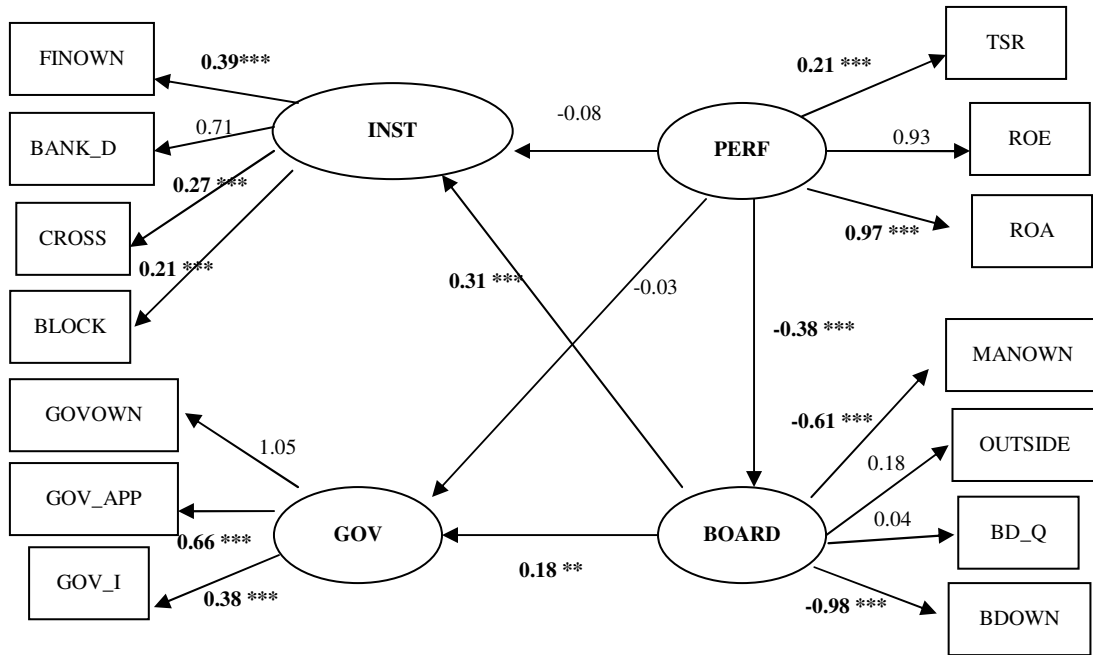 FINOWN
0.39***
TSR
0.21 ***
BANK_D
0.71
INST
-0.08
PERF
0.93
ROE
CROSS
0.27 ***
ROA
0.97 ***
BLOCK
0.21 ***
0.31 ***
-0.03
-0.38 ***
MANOWN
-0.61 ***
GOVOWN
1.05
OUTSIDE
0.18
GOV_APP
0.66 ***
GOV
0.18 **
BOARD
0.04
BD_Q
GOV_I
0.38 ***
-0.98 ***
BDOWN